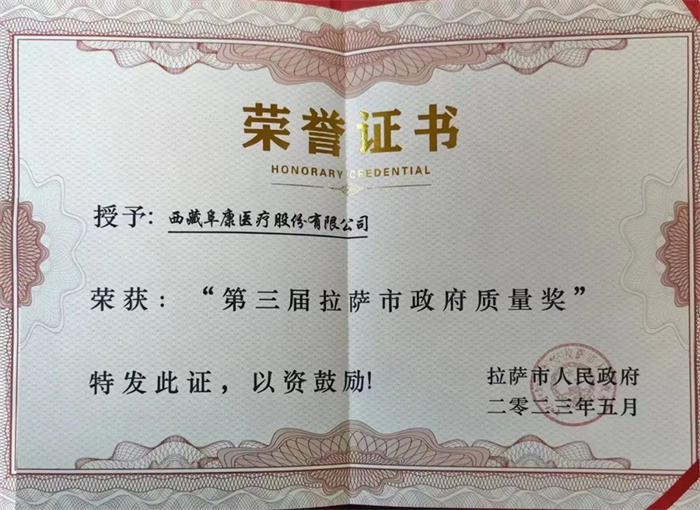 荣誉证书
HONORARY CREDENTIAL
授予: 西藏阜康医疗股份有限公司
荣获: “第三届拉萨市政府质量奖”
特发此证, 以资鼓励!
拉萨市人民政府
二零二三年五月